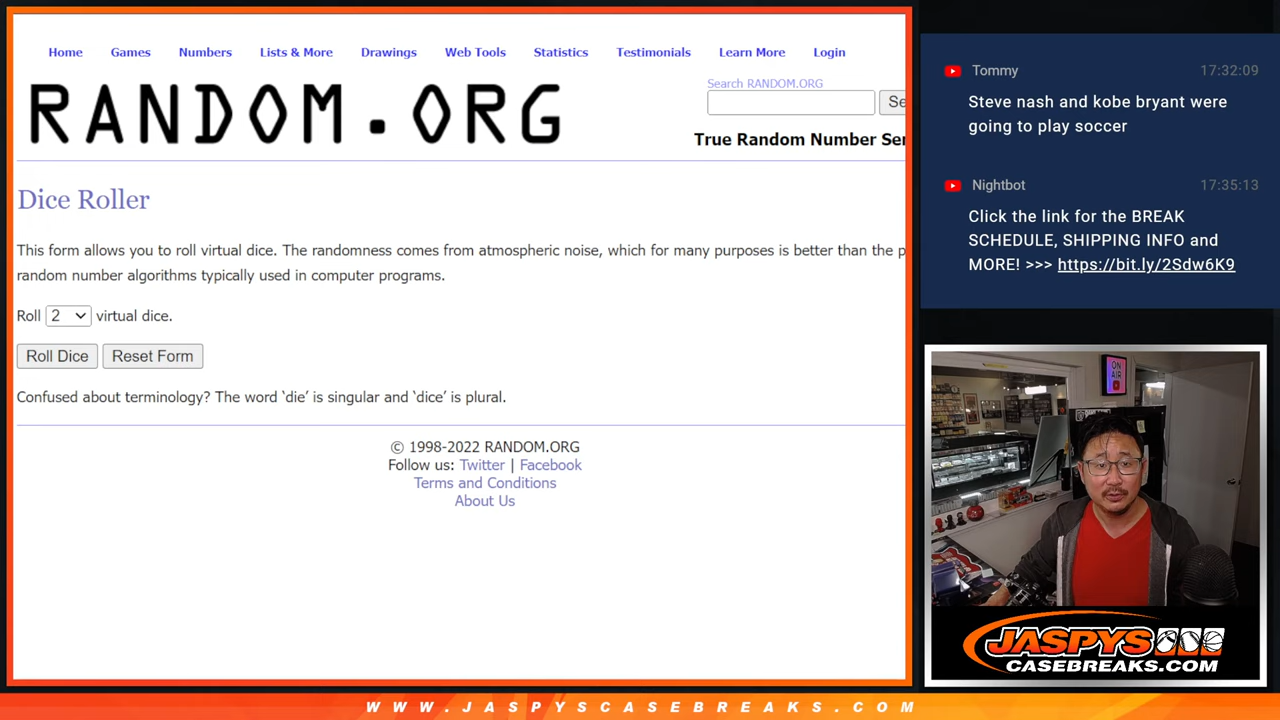 Home Games Numbers Lists & More Drawings Web Tools Statistics Testimonials Learn More Login
RANDOM.ORG
Search RANDOM.ORG
Se
True Random Number Ser
Dice Roller
This form allows you to roll virtual dice. The randomness comes from atmospheric noise, which for many purposes is better than the p
random number algorithms typically used in computer programs.
Roll 2 virtual dice.
Roll Dice Reset Form
Confused about terminology? The word ‘die’ is singular and ‘dice’ is plural.
© 1998-2022 RANDOM.ORG
Follow us: Twitter | Facebook
Terms and Conditions
About Us
Tommy 17:32:09
Steve nash and kobe bryant were
going to play soccer
Nightbot 17:35:13
Click the link for the BREAK
SCHEDULE, SHIPPING INFO and
MORE! >>> https://bit.ly/2Sdw6K9
ON
AIR
JASPYS
CASEBREAKS.COM
WWW.JASPYSCASEBREAKS.COM